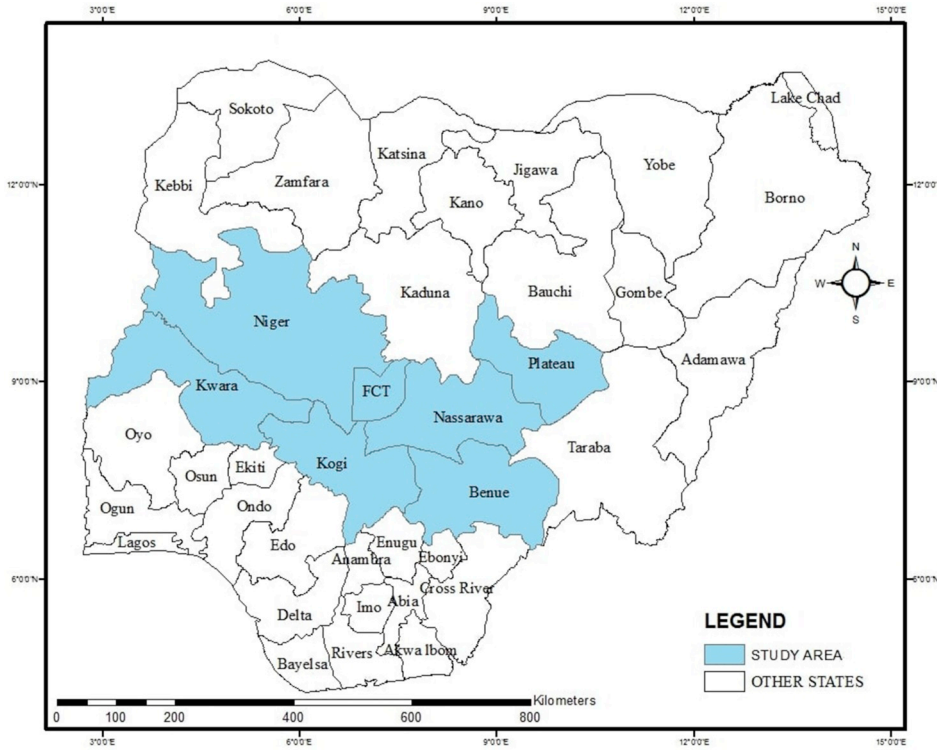 3°0'0"E 6°0'0"E 9°0'0"E 12°0'0"E 15°0'0"E
Lake Chad
Sokoto
Katsina
Yobe
Jigawa
Kebbi
Zamfara
12°0'0"N 12°0'0"N
Kano
Borno
N
W E
S
Kaduna
Bauchi
Gombe
Niger
Adamawa
Plateau
9°0'0"N 9°0'0"N
Kwara
FCT
Nassarawa
Oyo
Taraba
Kogi
Ekiti
Osun
Benue
Ogun
Ondo
Lagos
Edo
Enugu
Anamura
Ebonyi
6°0'0"N 6°0'0"N
Cross River
Abia
Imo
Delta
LEGEND
Rivers
Akwa Ibom
STUDY AREA
Bayelsa
OTHER STATES
Kilometers
0 100 200 400 600 800
3°0'0"E 6°0'0"E 9°0'0"E 12°0'0"E 15°0'0"E